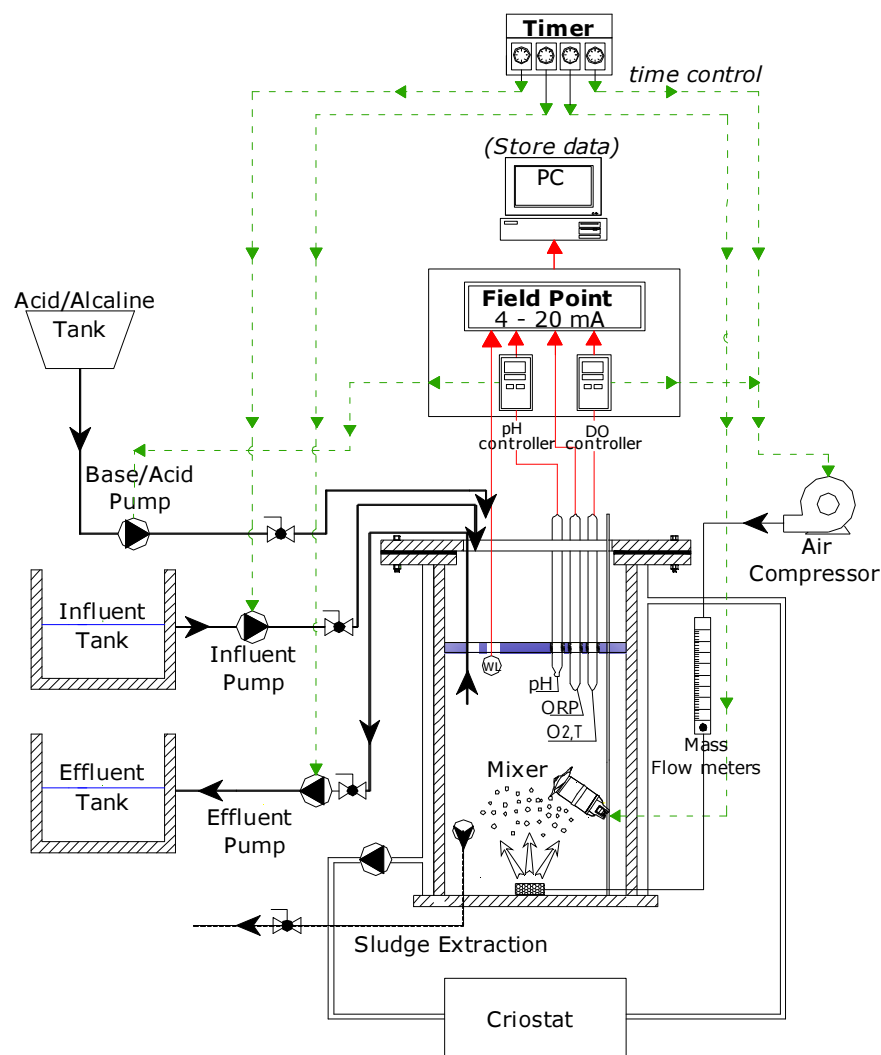 Timer
time control
(Store data)
PC
Field Point
4 - 20 mA
Acid/Alcaline
Tank
pH
controller
DO
controller
Base/Acid
Pump
Air
Compressor
Influent
Tank
Influent
Pump
WL
pH
ORP
O2,T
Mass
Flow meters
Mixer
Effluent
Tank
Effluent
Pump
Sludge Extraction
Criostat